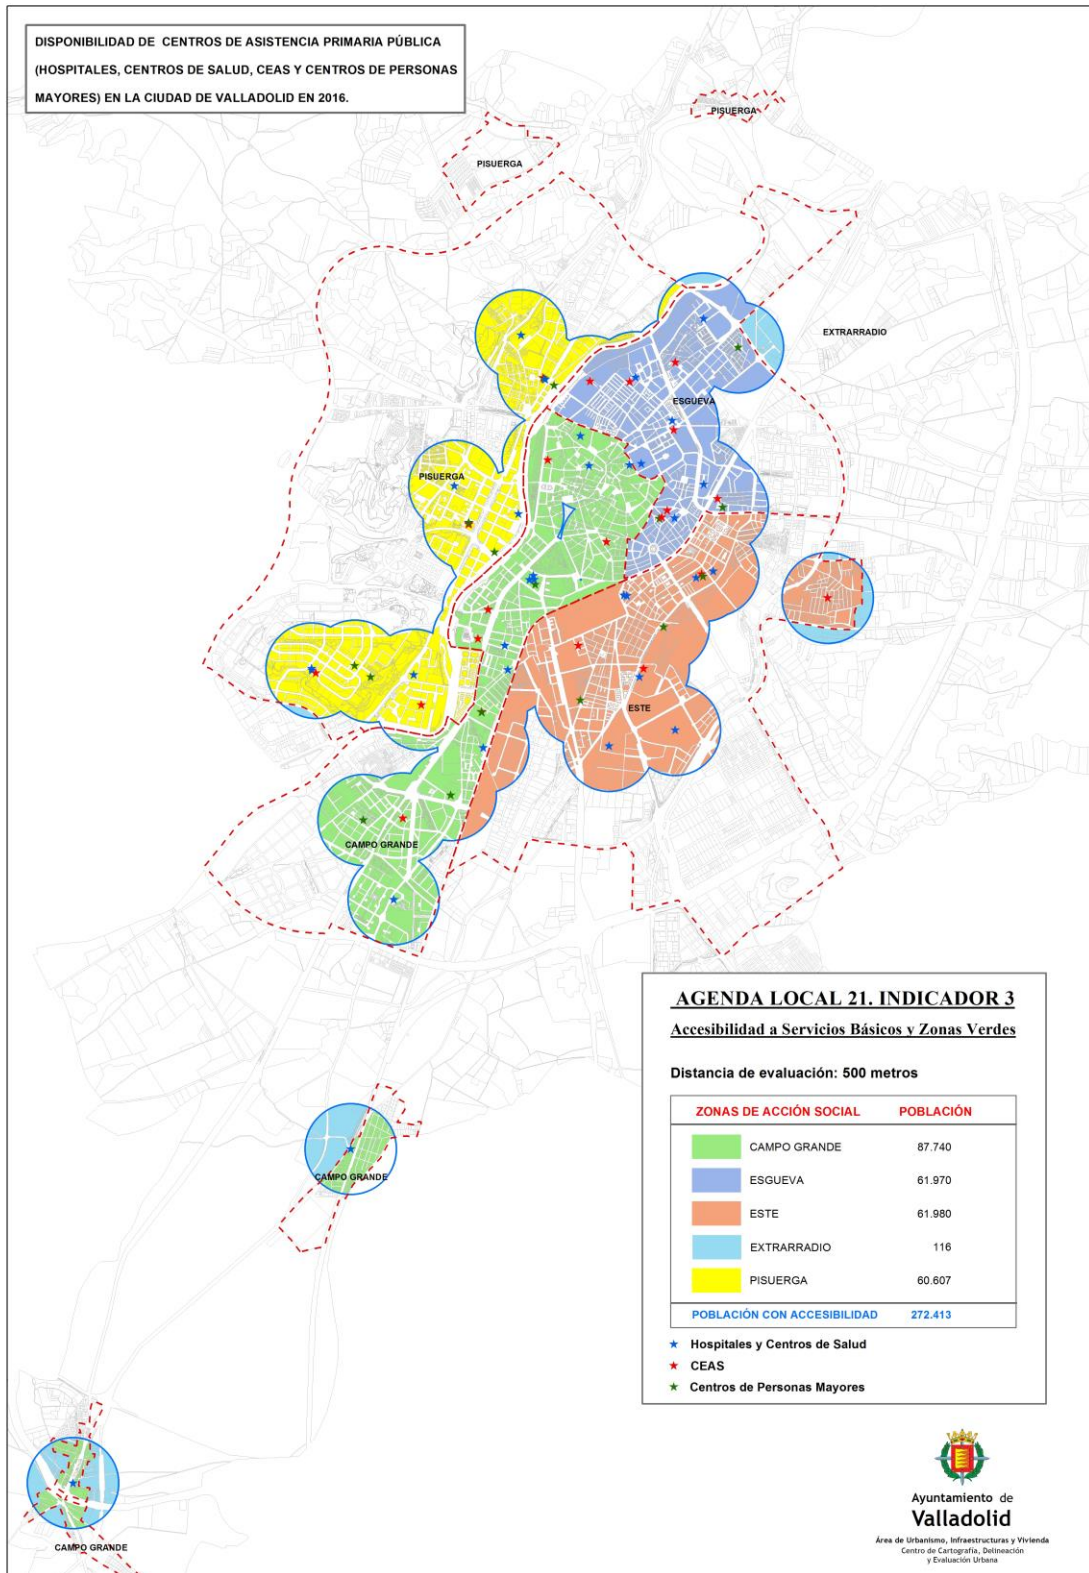 DISPONIBILIDAD DE CENTROS DE ASISTENCIA PRIMARIA PÚBLICA
(HOSPITALES, CENTROS DE SALUD, CEAS Y CENTROS DE PERSONAS
MAYORES) EN LA CIUDAD DE VALLADOLID EN 2016.
PISUERGA
PISUERGA
EXTRARRADIO
ESGUEVA
PISUERGA
ESTE
CAMPO GRANDE
CAMPO GRANDE
CAMPO GRANDE
AGENDA LOCAL 21. INDICADOR 3
Accesibilidad a Servicios Básicos y Zonas Verdes
Distancia de evaluación: 500 metros
ZONAS DE ACCIÓN SOCIAL POBLACIÓN
CAMPO GRANDE 87.740
ESGUEVA 61.970
ESTE 61.980
EXTRARRADIO 116
PISUERGA 60.607
POBLACIÓN CON ACCESIBILIDAD 272.413
Hospitales y Centros de Salud
CEAS
Centros de Personas Mayores
Ayuntamiento de
Valladolid
Área de Urbanismo, Infraestructuras y Vivienda
Centro de Cartografía, Delineación
y Evaluación Urbana